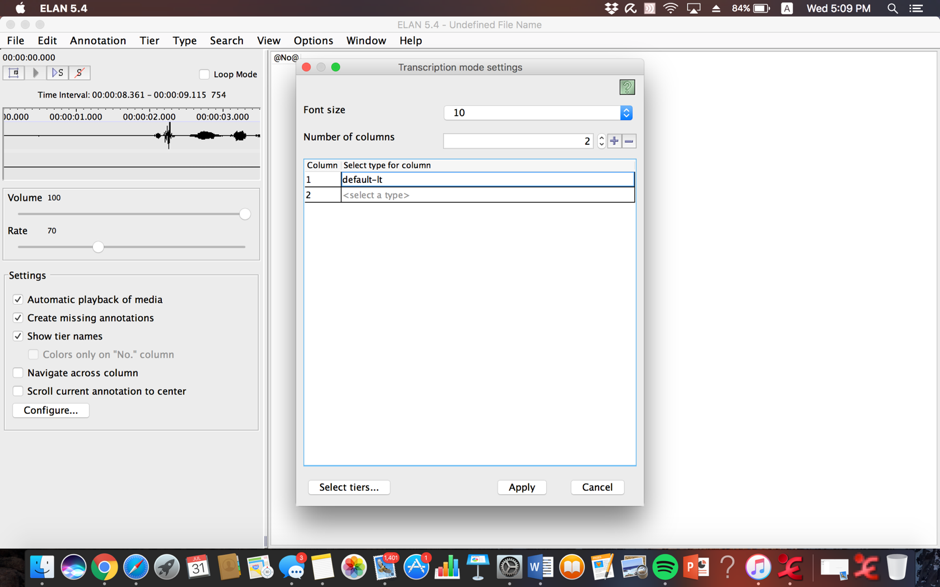 ELAN 5.4
84%
A
Wed 5:09 PM
ELAN 5.4 - Undefined File Name
File Edit Annotation Tier Type Search View Options Window Help
00:00:00.000
@No@
Transcription mode settings
S
S
Loop Mode
Time Interval: 00:00:08.361 - 00:00:09.115 754
00.000 00:00:01.000 00:00:02.000 00:00:03.000
Font size
10
Number of columns
2
Column Select type for column
1 default-lt
2 <select a type>
Volume 100
Rate 70
Settings
Automatic playback of media
Create missing annotations
Show tier names
Colors only on "No." column
Navigate across column
Scroll current annotation to center
Configure...
Select tiers...
Apply
Cancel
31
3
1,401
1
W
P